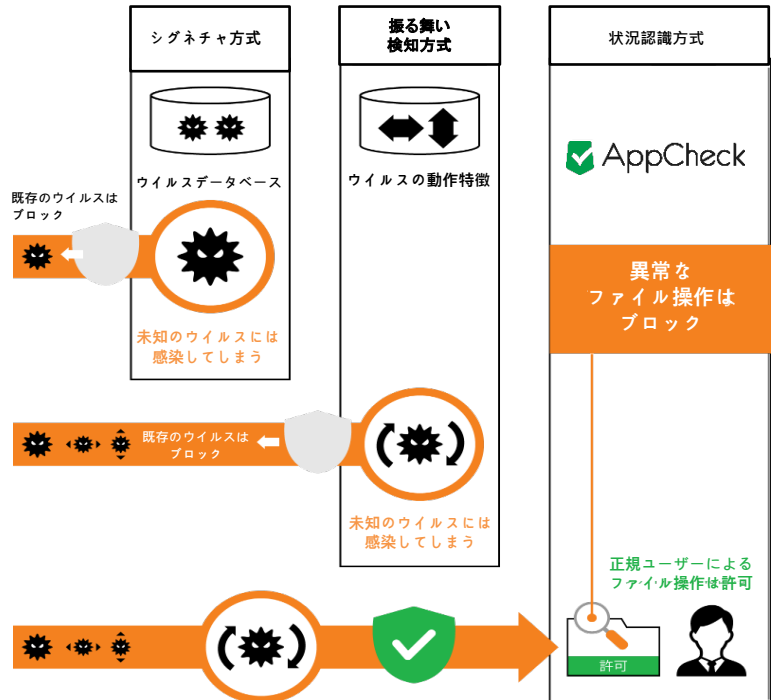 シグネチャ方式
振る舞い
検知方式
状況認識方式
ウイルスデータベース
ウイルスの動作特徴
AppCheck
既存のウイルスは
ブロック
未知のウイルスには
感染してしまう
異常な
ファイル操作は
ブロック
既存のウイルスは
ブロック
未知のウイルスには
感染してしまう
正規ユーザーによる
ファイル操作は許可
許可